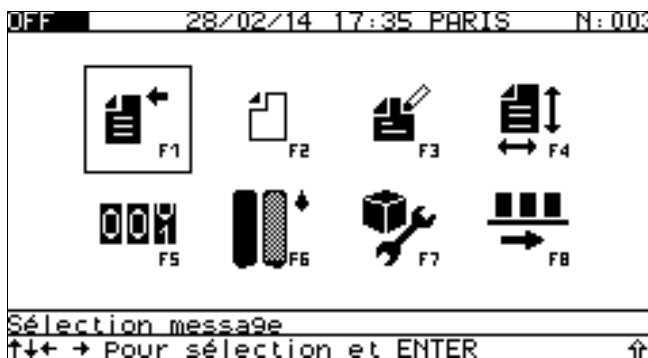 OFF 28/02/14 17:35 PARIS N:003
F1 F2 F3 F4
00 F5 F6 F7 F8
Sélection message
↑↓← → Pour sélection et ENTER ⇧